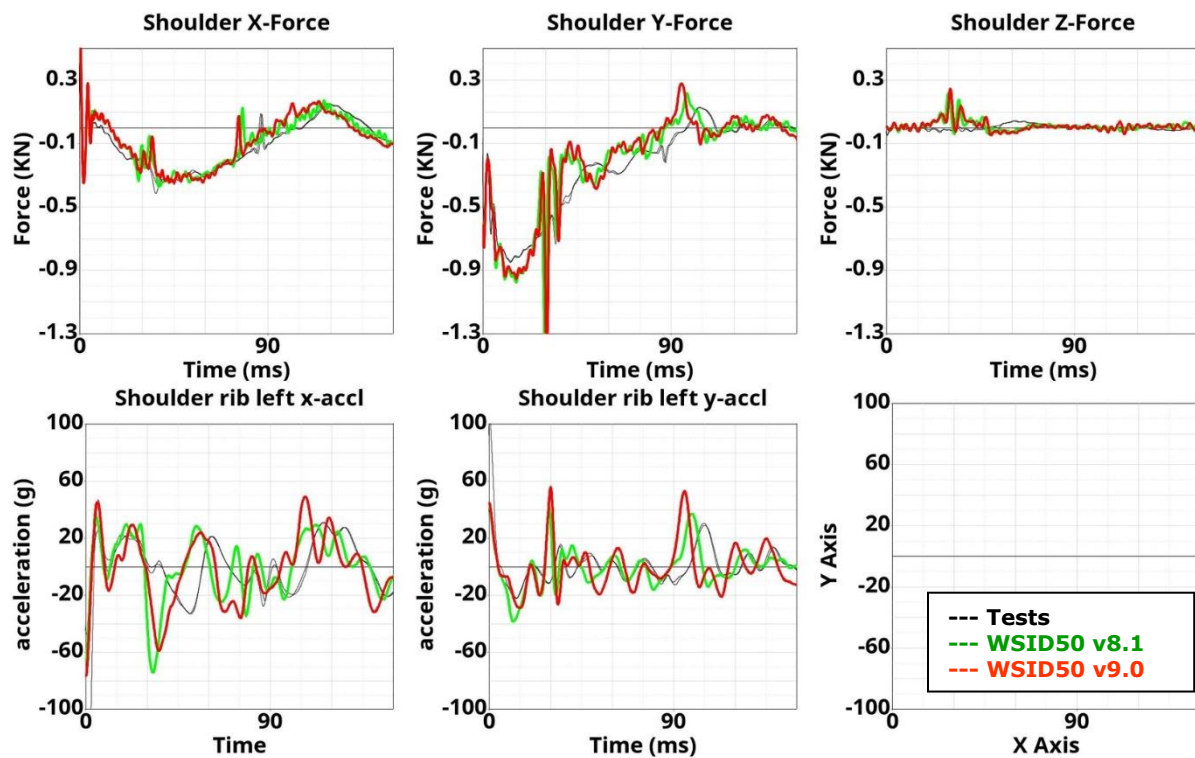 Shoulder X-Force
Shoulder Y-Force
Shoulder Z-Force
Force (KN)
0.3
-0.1
-0.5
-0.9
-1.3
0
90
Time (ms)
Force (KN)
0.3
-0.1
-0.5
-0.9
-1.3
0
90
Time (ms)
Force (KN)
0.3
-0.1
-0.5
-0.9
-1.3
0
90
Time (ms)
Shoulder rib left x-accl
Shoulder rib left y-accl
acceleration (g)
100
60
20
-20
-60
-100
0
90
Time
acceleration (g)
100
60
20
-20
-60
-100
0
90
Time (ms)
Y Axis
100
60
20
-20
-60
-100
0
90
X Axis
--- Tests
--- WSID50 v8.1
--- WSID50 v9.0